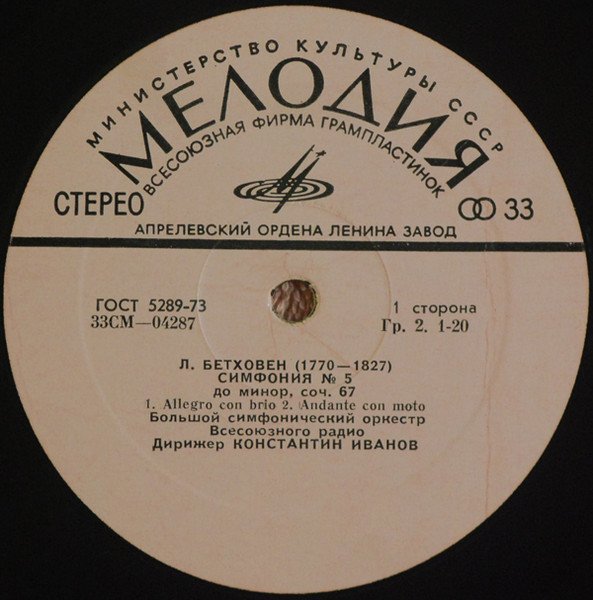 МИНИСТЕРСТВО КУЛЬТУРЫ СССР
МЕЛОДИЯ
ВСЕСОЮЗНАЯ ФИРМА ГРАМПЛАСТИНОК
СТЕРЕО
33
АПРЕЛЕВСКИЙ ОРДЕНА ЛЕНИНА ЗАВОД
ГОСТ 5289-73
33СМ—04287
1 сторона
Гр. 2. 1-20
Л. БЕТХОВЕН (1770—1827)
СИМФОНИЯ № 5
до минор, соч. 67
1. Allegro con brio 2. Andante con moto
Большой симфонический оркестр
Всесоюзного радио
Дирижер КОНСТАНТИН ИВАНОВ